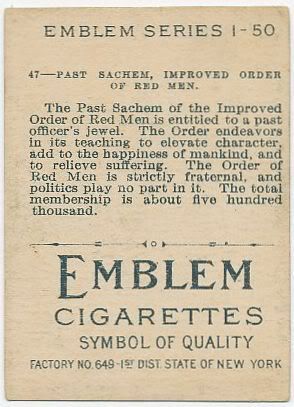 EMBLEM SERIES 1-50
47—PAST SACHEM, IMPROVED ORDER
OF RED MEN.
The Past Sachem of the Improved
Order of Red Men is entitled to a past
officer's jewel. The Order endeavors
in its teaching to elevate character,
add to the happiness of mankind, and
to relieve suffering. The Order of
Red Men is strictly fraternal, and
politics play no part in it. The total
membership is about five hundred
thousand.
EMBLEM
CIGARETTES
SYMBOL OF QUALITY
FACTORY NO. 649-1ST DIST. STATE OF NEW YORK